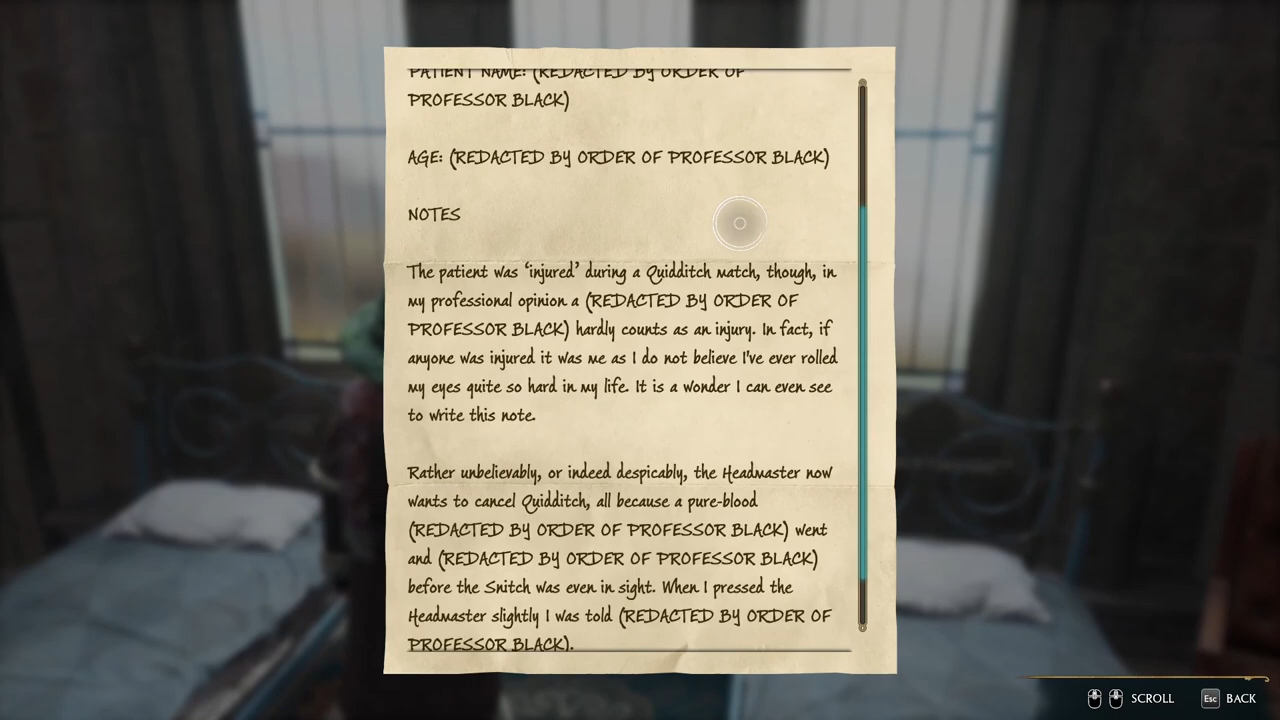 PATIENT NAME: (REDACTED BY ORDER OF
PROFESSOR BLACK)
AGE: (REDACTED BY ORDER OF PROFESSOR BLACK)
NOTES
The patient was ‘injured’ during a Quidditch match, though, in
my professional opinion a (REDACTED BY ORDER OF
PROFESSOR BLACK) hardly counts as an injury. In fact, if
anyone was injured it was me as I do not believe I've ever rolled
my eyes quite so hard in my life. It is a wonder I can even see
to write this note.
Rather unbelievably, or indeed despicably, the Headmaster now
wants to cancel Quidditch, all because a pure-blood
(REDACTED BY ORDER OF PROFESSOR BLACK) went
and (REDACTED BY ORDER OF PROFESSOR BLACK)
before the Snitch was even in sight. When I pressed the
Headmaster slightly I was told (REDACTED BY ORDER OF
PROFESSOR BLACK).
SCROLL
Esc BACK